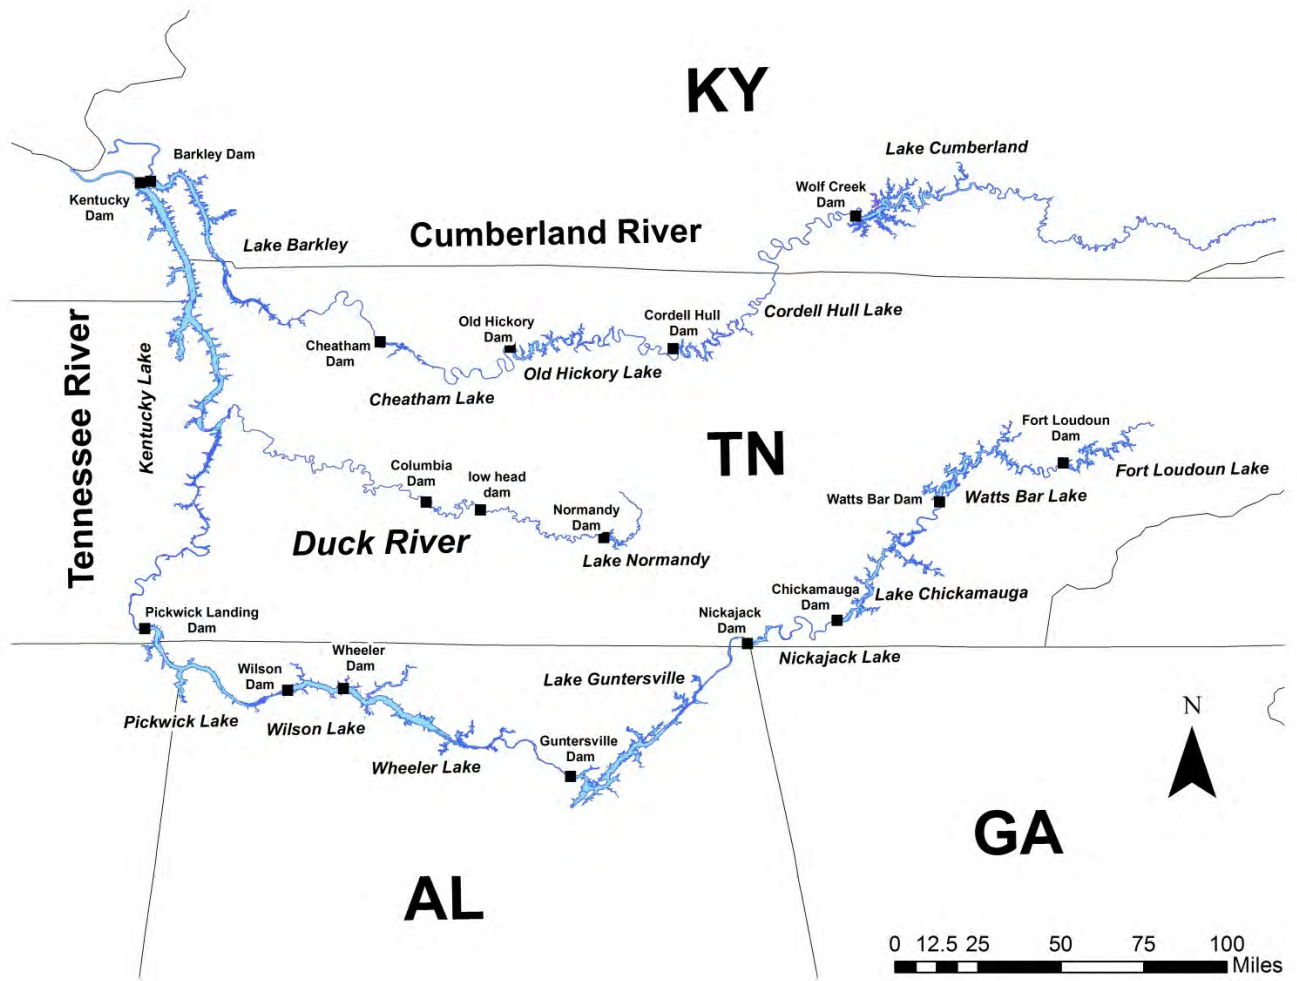 KY
Lake Cumberland
Barkley Dam
Wolf Creek
Dam
Kentucky
Dam
Cumberland River
Lake Barkley
Cordell Hull Lake
Old Hickory
Dam
Cordell Hull
Dam
Cheatham
Dam
Old Hickory Lake
Cheatham Lake
Tennessee River
Kentucky Lake
TN
Fort Loudoun
Dam
Fort Loudoun Lake
Columbia
Dam
low head
dam
Watts Bar Dam
Watts Bar Lake
Normandy
Dam
Duck River
Lake Normandy
Chickamauga
Dam
Lake Chickamauga
Pickwick Landing
Dam
Nickajack
Dam
Nickajack Lake
Wheeler
Dam
Wilson
Dam
Lake Guntersville
Pickwick Lake
Wilson Lake
Guntersville
Dam
Wheeler Lake
N
GA
AL
0 12.5 25 50 75 100
Miles